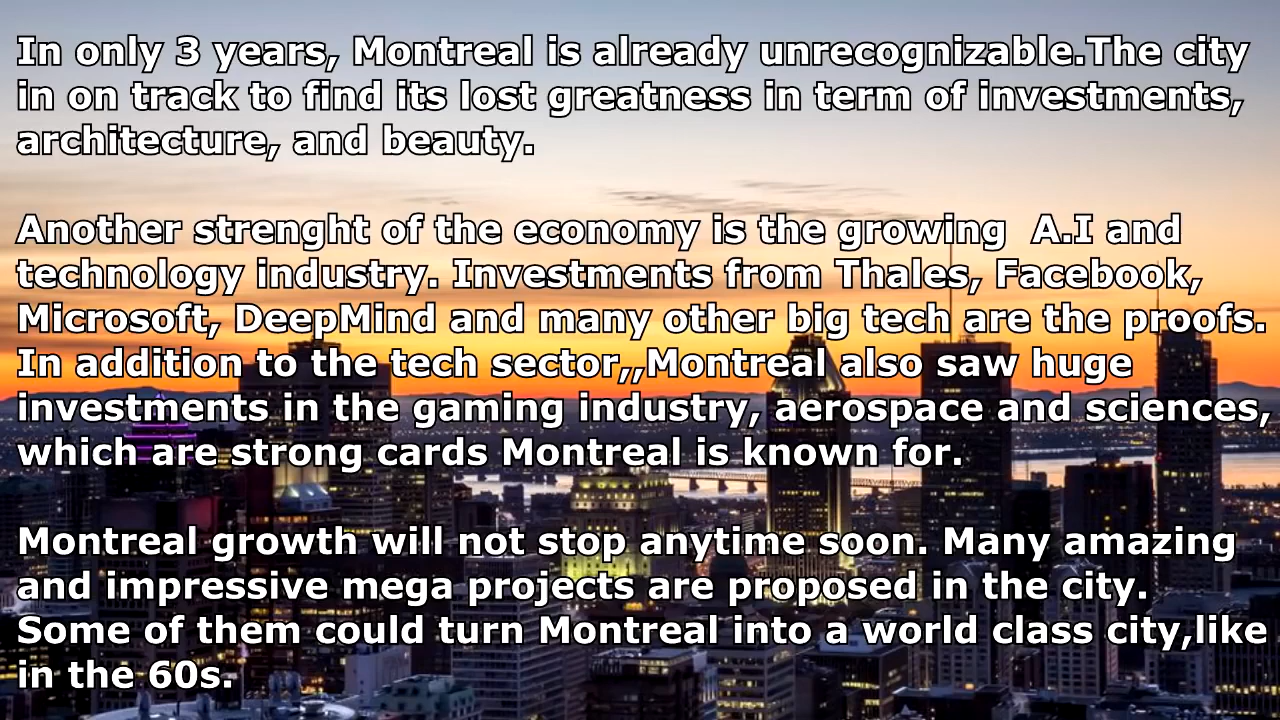 In only 3 years, Montreal is already unrecognizable.The city
in on track to find its lost greatness in term of investments,
architecture, and beauty.
Another strenght of the economy is the growing  A.I and
technology industry. Investments from Thales, Facebook,
Microsoft, DeepMind and many other big tech are the proofs.
In addition to the tech sector,,Montreal also saw huge
investments in the gaming industry, aerospace and sciences,
which are strong cards Montreal is known for.
Montreal growth will not stop anytime soon. Many amazing
and impressive mega projects are proposed in the city.
Some of them could turn Montreal into a world class city,like
in the 60s.